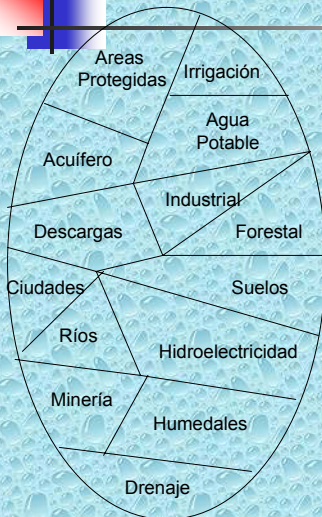 Areas
Protegidas
Irrigación
Agua
Potable
Acuífero
Industrial
Descargas
Forestal
Ciudades
Suelos
Ríos
Hidroelectricidad
Minería
Humedales
Drenaje